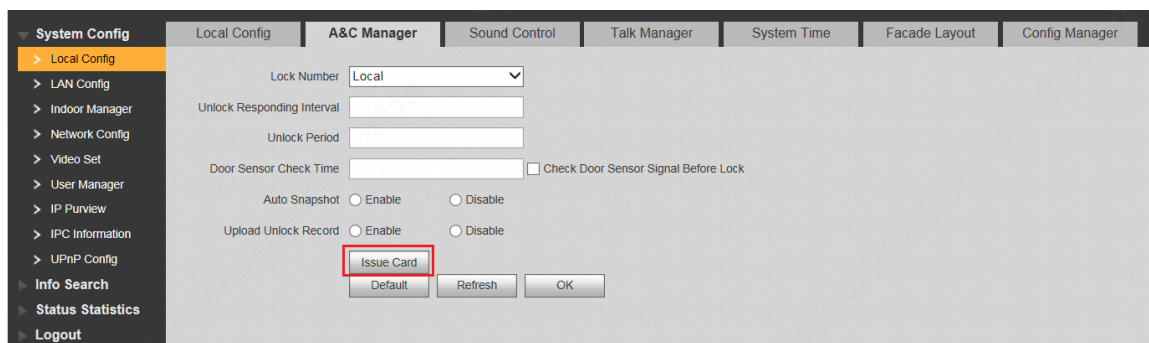 System Config
Local Config
LAN Config
Indoor Manager
Network Config
Video Set
User Manager
IP Purview
IPC Information
UPnP Config
Info Search
Status Statistics
Logout
Local Config A&C Manager Sound Control Talk Manager System Time Facade Layout Config Manager
Lock Number Local
Unlock Responding Interval
Unlock Period
Door Sensor Check Time Check Door Sensor Signal Before Lock
Auto Snapshot Enable Disable
Upload Unlock Record Enable Disable
Issue Card
Default Refresh OK